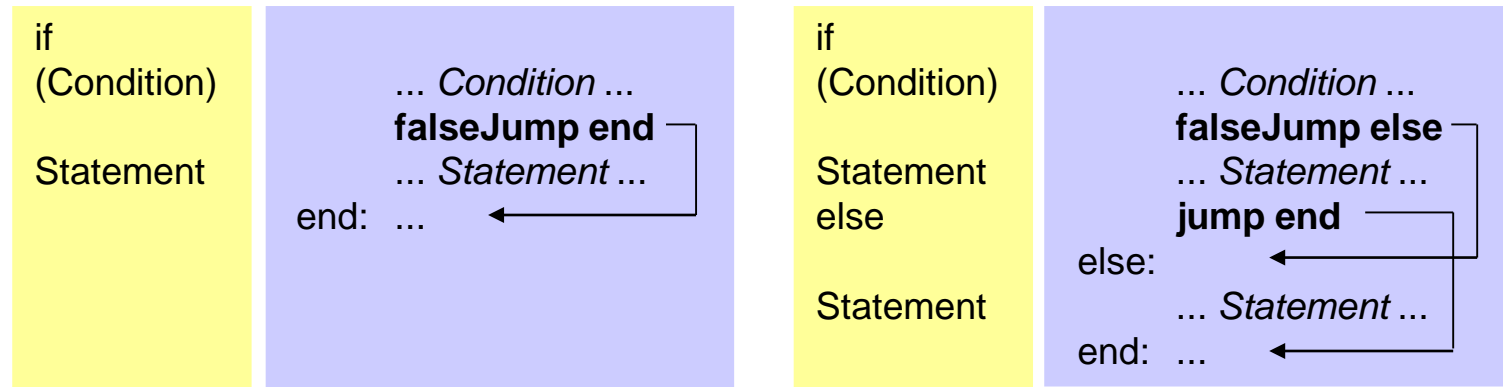 if
(Condition)
Statement
... Condition ...
falseJump end
... Statement ...
end: ...
if
(Condition)
Statement
else
Statement
... Condition ...
falseJump else
... Statement ...
jump end
else:
... Statement ...
end: ...